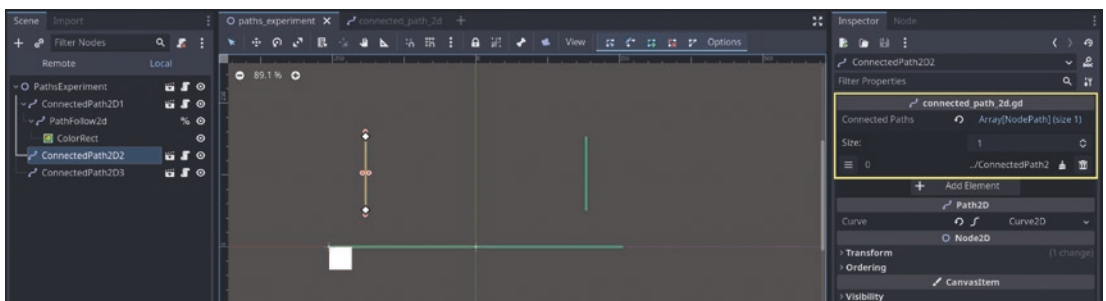 Scene Import
Filter Nodes
Remote Local
PathsExperiment
ConnectedPath2D1
PathFollow2d
%
ColorRect
ConnectedPath2D2
ConnectedPath2D3
paths_experiment connected_path_2d
View Options
89.1 %
Inspector Node
ConnectedPath2D2
Filter Properties
connected_path_2d.gd
Connected Paths Array[NodePath] (size 1)
Size: 1
0 ../ConnectedPath2
Add Element
Path2D
Curve Curve2D
Node2D
Transform (1 change)
Ordering
CanvasItem
Visibility